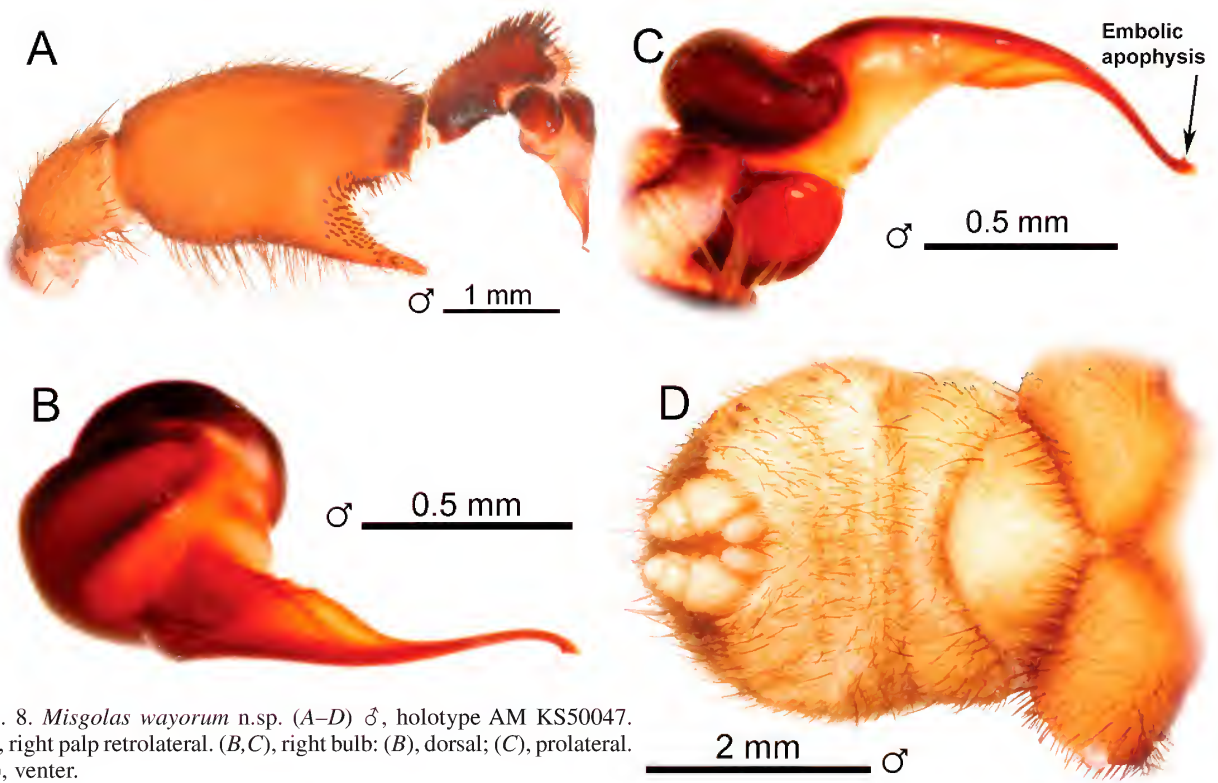 A
♂ 1 mm
C
Embolic
apophysis
♂ 0.5 mm
B
♂ 0.5 mm
D
2 mm ♂
. 8. Misgolas wayorum n.sp. (A–D) ♂, holotype AM KS50047.
, right palp retrolateral. (B,C), right bulb: (B), dorsal; (C), prolateral.
, venter.